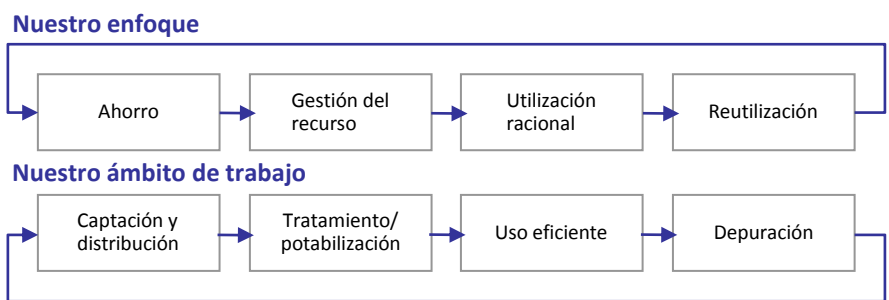 Nuestro enfoque
Ahorro
Gestión del
recurso
Utilización
racional
Reutilización
Nuestro ámbito de trabajo
Captación y
distribución
Tratamiento/
potabilización
Uso eficiente
Depuración